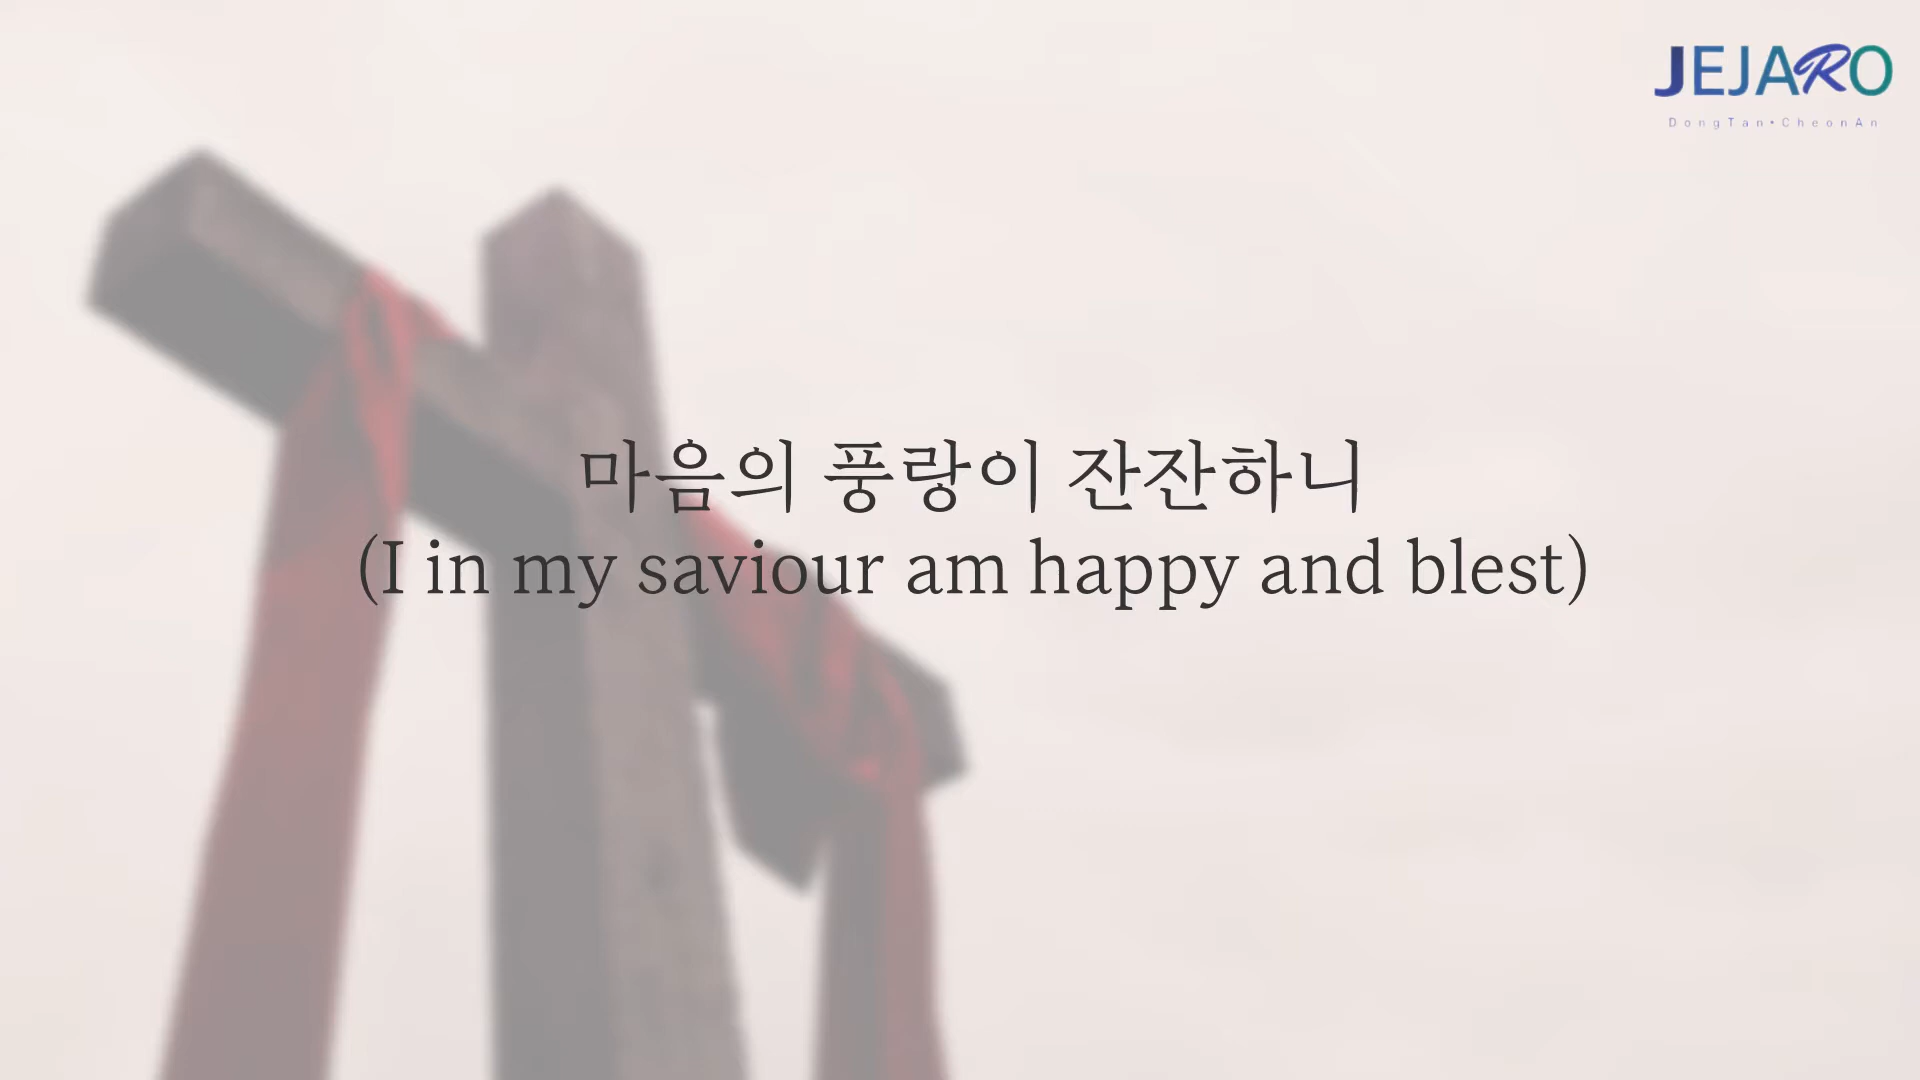 JEJARO
DongTan•CheonAn
마음의 풍랑이 잔잔하니
(I in my saviour am happy and blest)